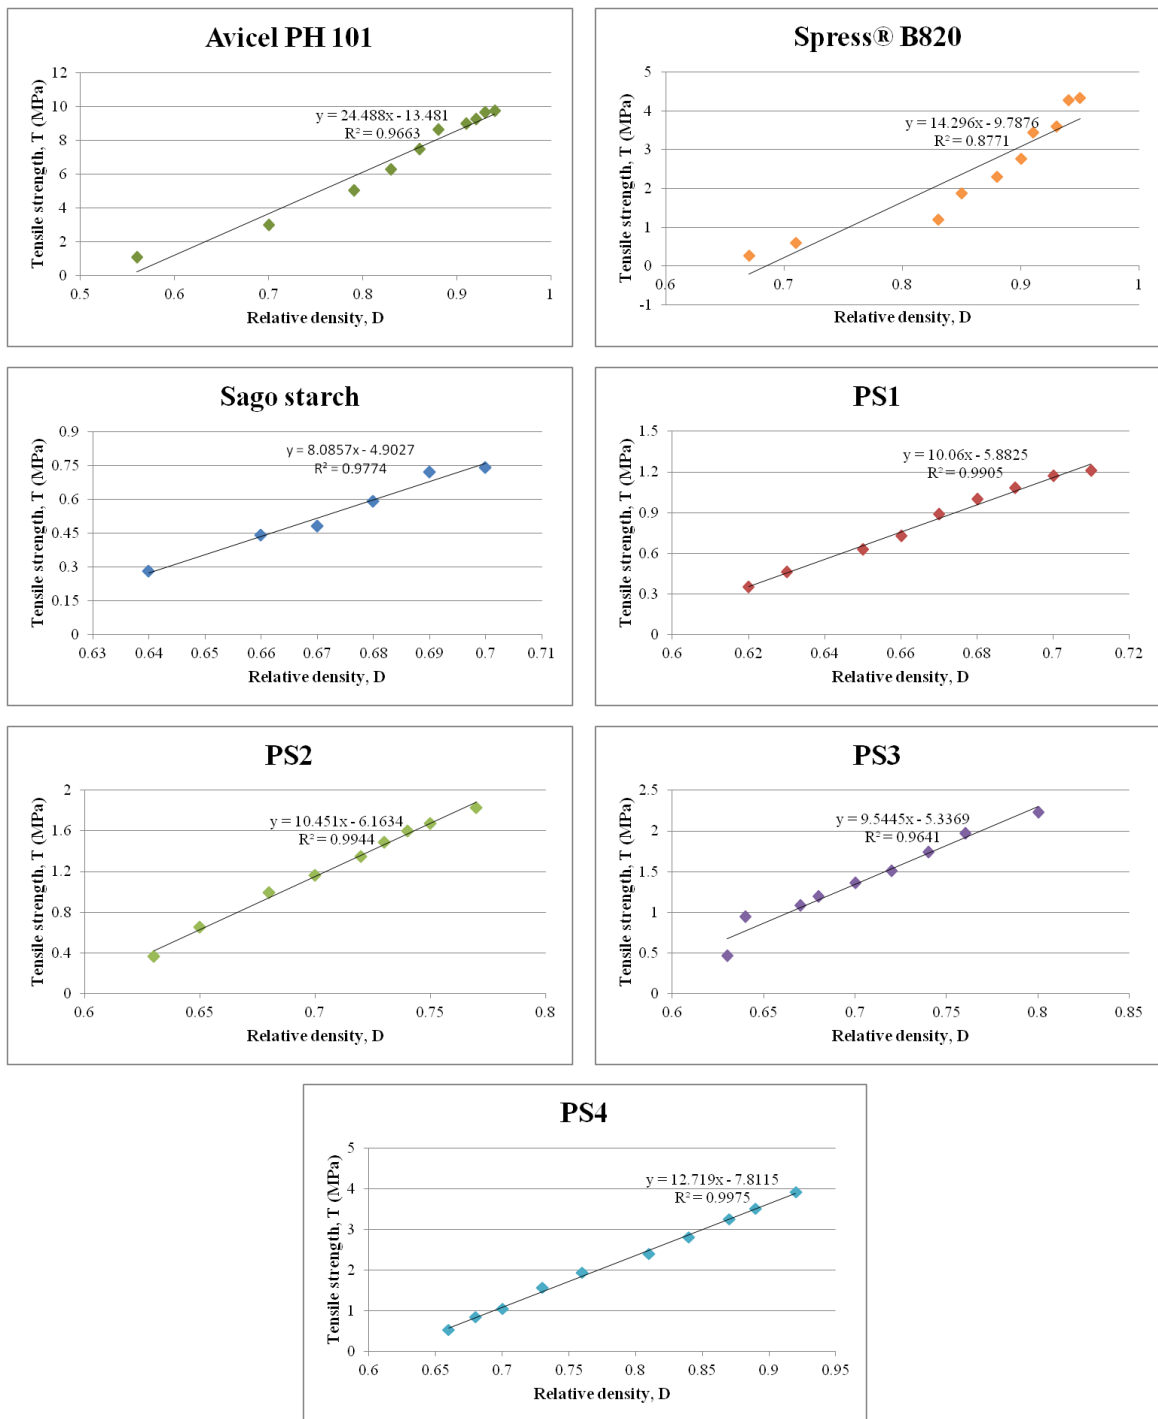 Avicel PH 101
Tensile strength, T (MPa)
12
10
8
6
4
2
0
y = 24.488x - 13.481
R² = 0.9663
0.5 0.6 0.7 0.8 0.9 1
Relative density, D
Spress® B820
Tensile strength, T (MPa)
5
4
3
2
1
0
-1
y = 14.296x - 9.7876
R² = 0.8771
0.6 0.7 0.8 0.9 1
Relative density, D
Sago starch
Tensile strength, T (MPa)
0.9
0.75
0.6
0.45
0.3
0.15
0
y = 8.0857x - 4.9027
R² = 0.9774
0.63 0.64 0.65 0.66 0.67 0.68 0.69 0.7 0.71
Relative density, D
PS1
Tensile strength, T (MPa)
1.5
1.2
0.9
0.6
0.3
0
y = 10.06x - 5.8825
R² = 0.9905
0.6 0.62 0.64 0.66 0.68 0.7 0.72
Relative density, D
PS2
Tensile strength, T (MPa)
2
1.6
1.2
0.8
0.4
0
y = 10.451x - 6.1634
R² = 0.9944
0.6 0.65 0.7 0.75 0.8
Relative density, D
PS3
Tensile strength, T (MPa)
2.5
2
1.5
1
0.5
0
y = 9.5445x - 5.3369
R² = 0.9641
0.6 0.65 0.7 0.75 0.8 0.85
Relative density, D
PS4
Tensile strength, T (MPa)
5
4
3
2
1
0
y = 12.719x - 7.8115
R² = 0.9975
0.6 0.65 0.7 0.75 0.8 0.85 0.9 0.95
Relative density, D